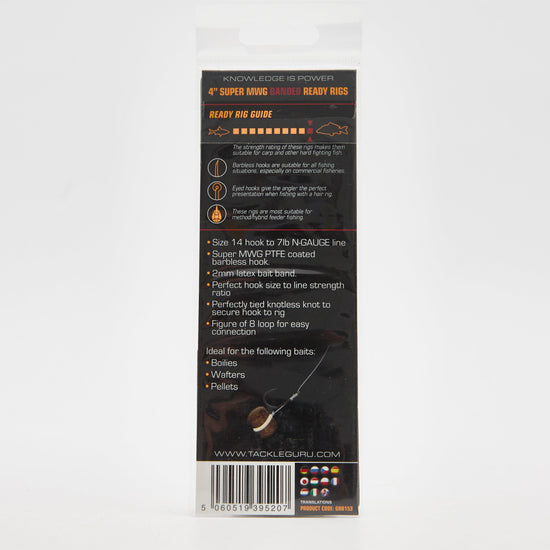 KNOWLEDGE IS POWER
4" SUPER MWG BANDED READY RIGS
READY RIG GUIDE
The strength rating of these rigs makes them
suitable for carp and other hard fighting fish.
Barbless hooks are suitable for all fishing
situations, especially on commercial fisheries.
Eyed hooks give the angler the perfect
presentation when fishing with a hair rig.
These rigs are most suitable for
method/hybrid feeder fishing.
• Size 14 hook to 7lb N-GAUGE line
• Super MWG PTFE coated
barbless hook.
• 2mm latex bait band.
• Perfect hook size to line strength
ratio
• Perfectly tied knotless knot to
secure hook to rig
• Figure of 8 loop for easy
connection
Ideal for the following baits:
• Boilies
• Wafters
• Pellets
WWW.TACKLEGURU.COM
5 060519 395207
TRANSLATIONS
PRODUCT CODE: GRR153